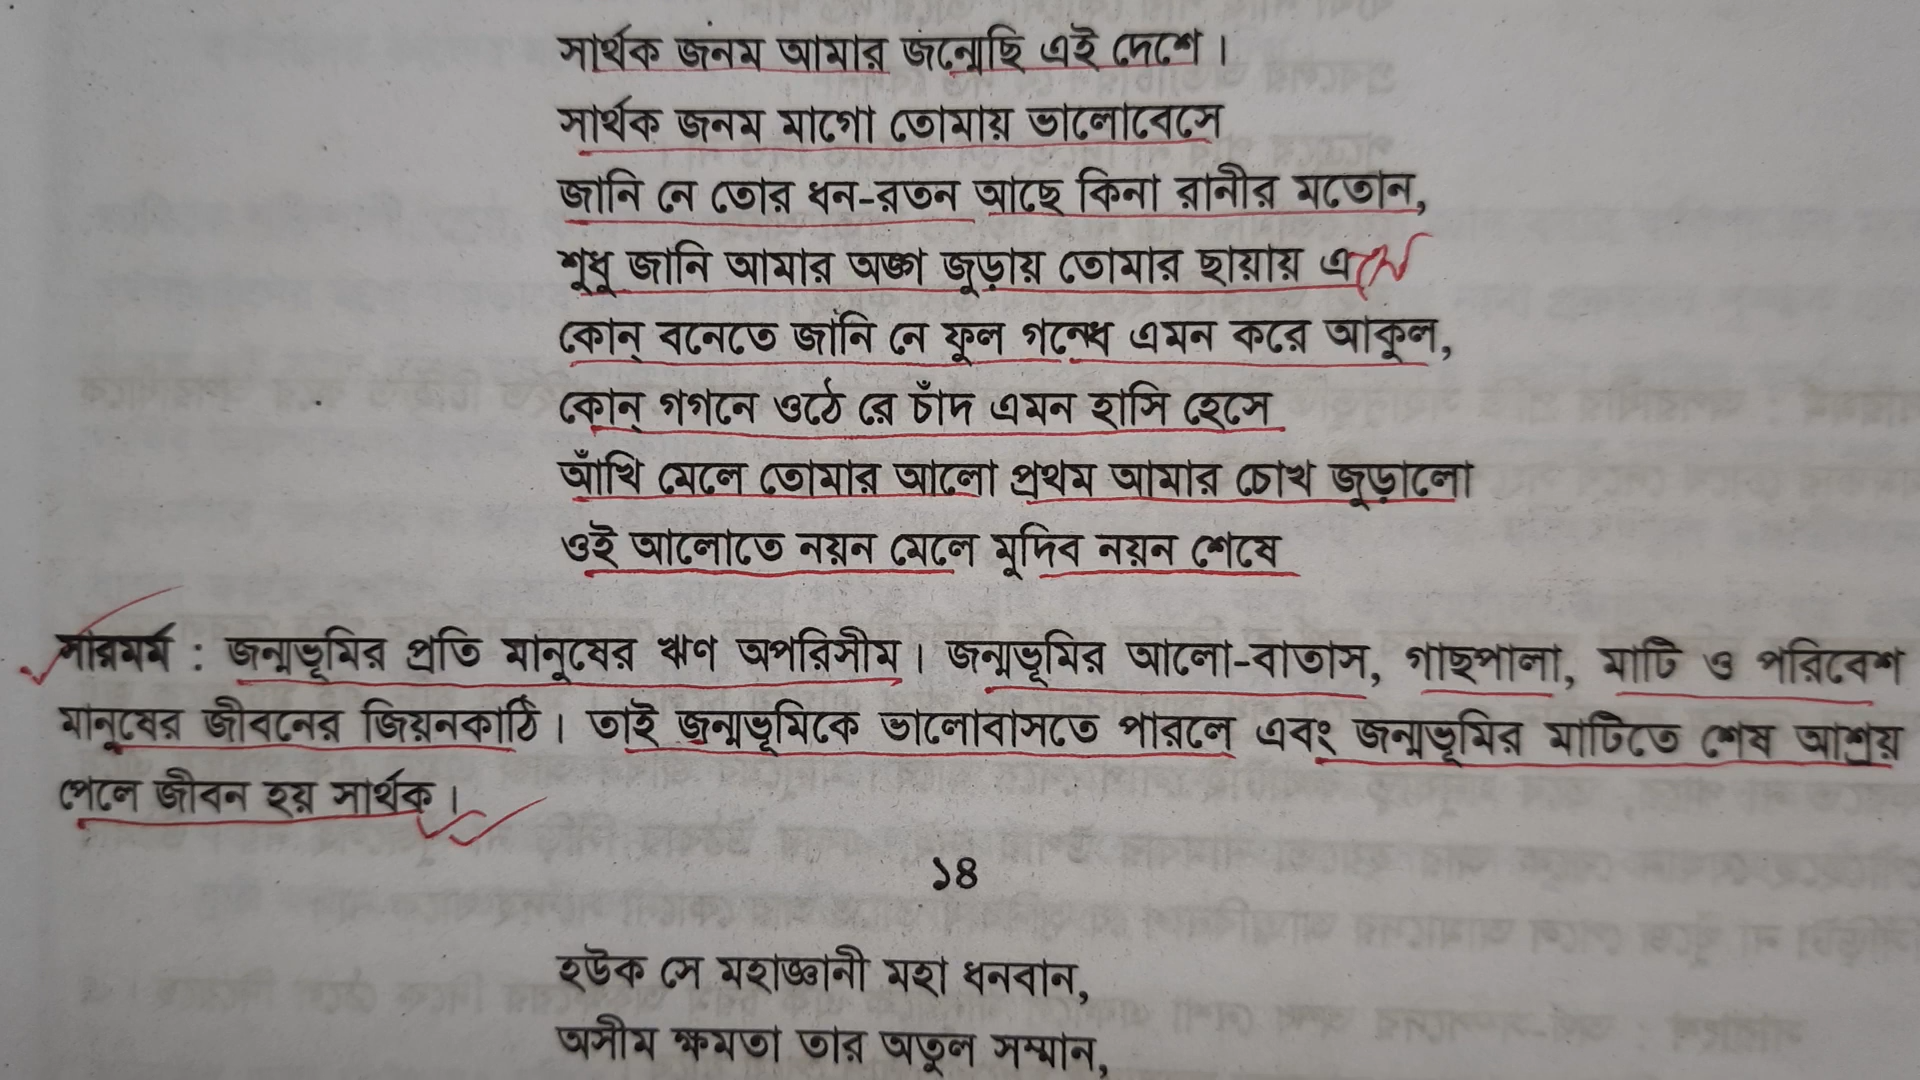 সার্থক জনম আমার জন্মেছি এই দেশে।
সার্থক জনম মাগো তোমায় ভালোবেসে
জানি নে তোর ধন-রতন আছে কিনা রানীর মতোন,
শুধু জানি আমার অঙ্গ জুড়ায় তোমার ছায়ায়
কোন্ বনেতে জানি নে ফুল গন্ধে এমন করে আকুল,
কোন্ গগনে ওঠে রে চাঁদ এমন হাসি হেসে
আঁখি মেলে তোমার আলো প্রথম আমার চোখ জুড়ালো
ওই আলোতে নয়ন মেলে মুদিব নয়ন শেষে
সারমর্ম : জন্মভূমির প্রতি মানুষের ঋণ অপরিসীম। জন্মভূমির আলো-বাতাস, গাছপালা, মাটি ও পরিবেশ
মানুষের জীবনের জিয়নকাঠি। তাই জন্মভূমিকে ভালোবাসতে পারলে এবং জন্মভূমির মাটিতে শেষ আশ্রয়
পেলে জীবন হয় সার্থক।
১৪
হউক সে মহাজ্ঞানী মহা ধনবান,
অসীম ক্ষমতা তার অতুল সম্মান,